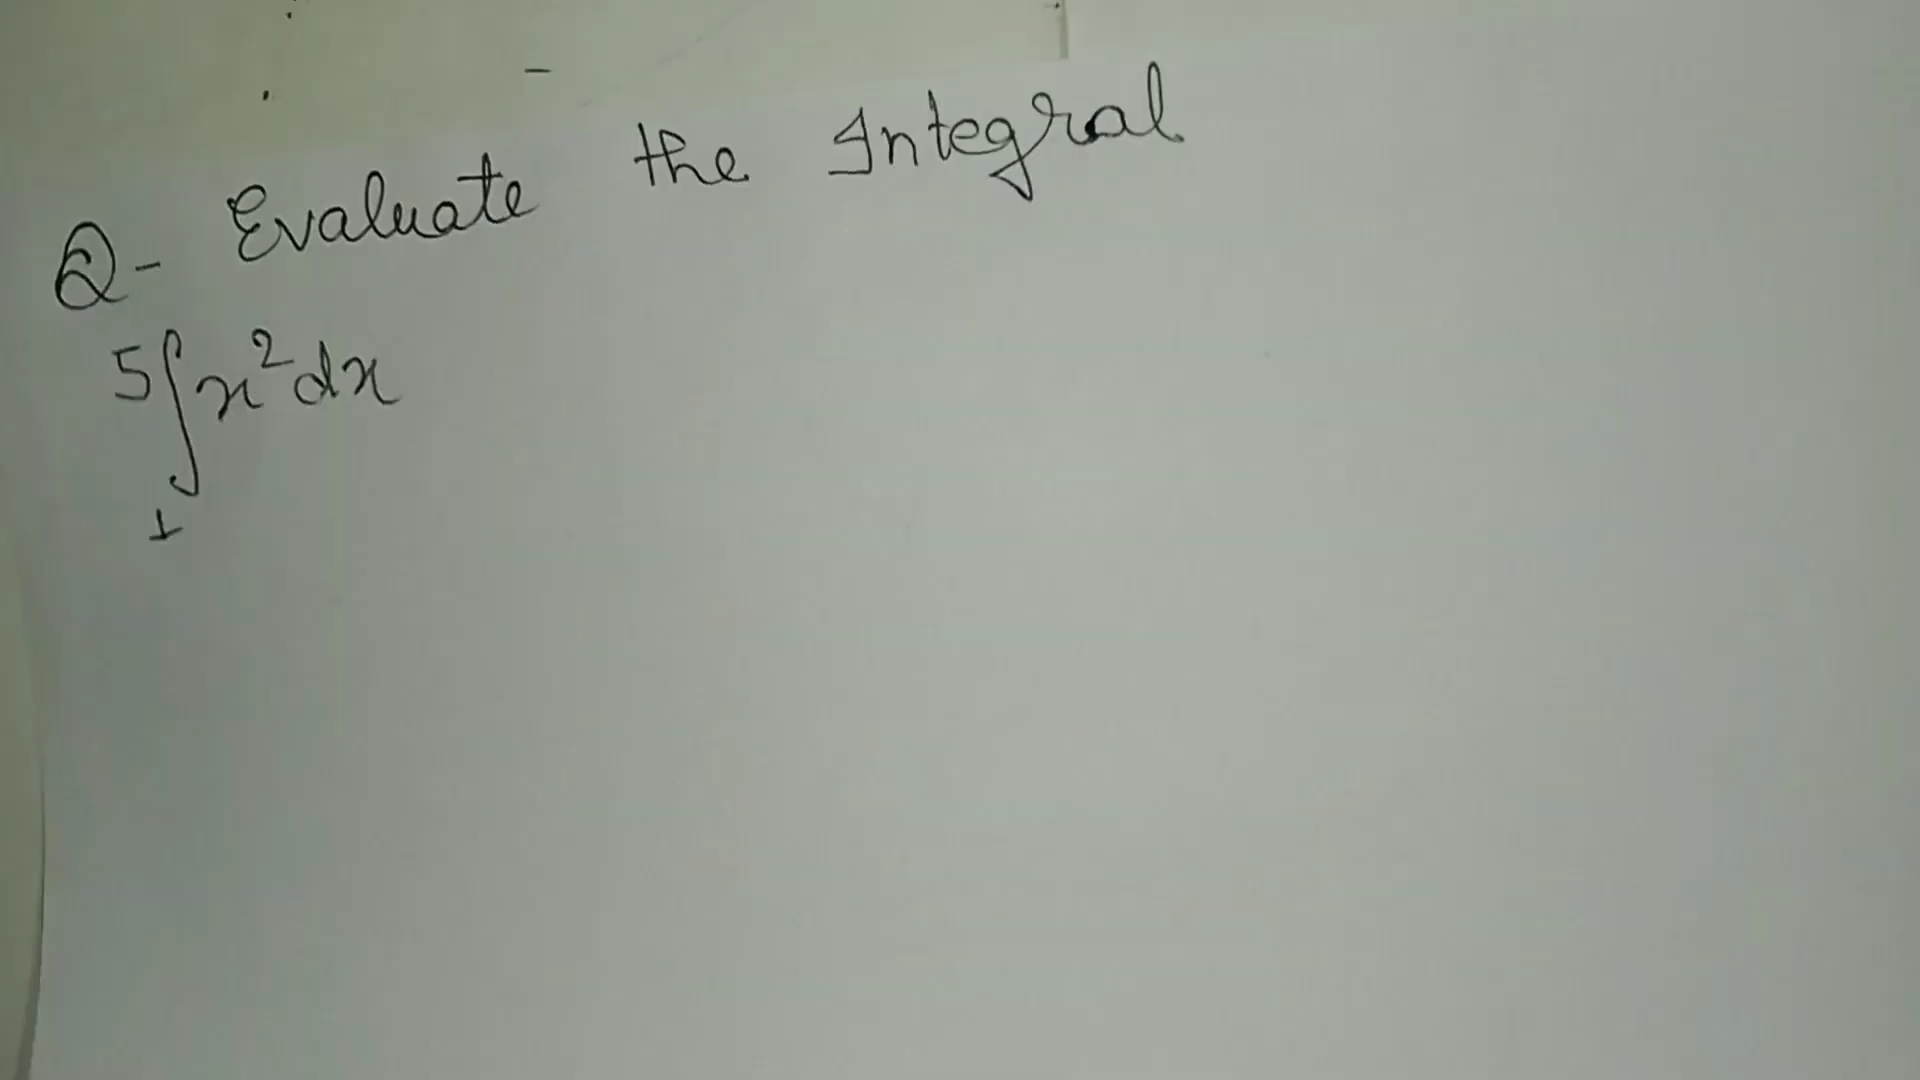 Q- Evaluate the Integral
5∫x²dx
1